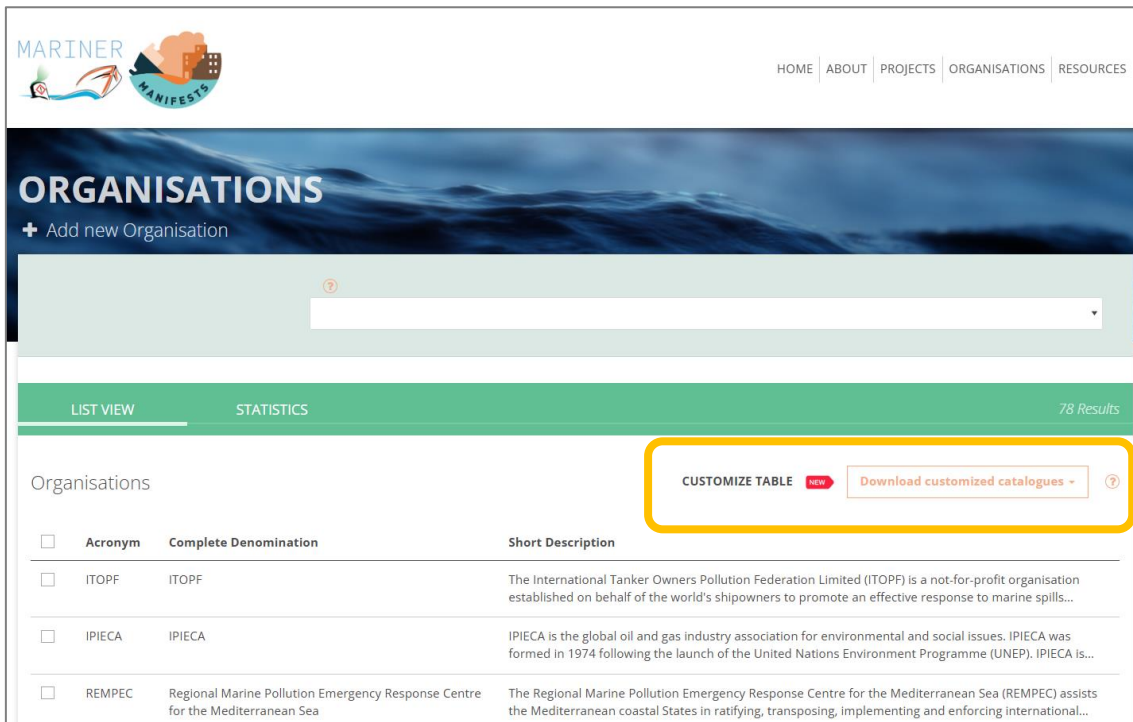 MARINER
MANIFESTS
HOME ABOUT PROJECTS ORGANISATIONS RESOURCES
ORGANISATIONS
+ Add new Organisation
?
LIST VIEW STATISTICS 78 Results
Organisations CUSTOMIZE TABLE NEW Download customized catalogues ?
Acronym Complete Denomination Short Description
ITOPF ITOPF The International Tanker Owners Pollution Federation Limited (ITOPF) is a not-for-profit organisation
established on behalf of the world's shipowners to promote an effective response to marine spills...
IPIECA IPIECA IPIECA is the global oil and gas industry association for environmental and social issues. IPIECA was
formed in 1974 following the launch of the United Nations Environment Programme (UNEP). IPIECA is...
REMPEC Regional Marine Pollution Emergency Response Centre The Regional Marine Pollution Emergency Response Centre for the Mediterranean Sea (REMPEC) assists
for the Mediterranean Sea the Mediterranean coastal States in ratifying, transposing, implementing and enforcing international...